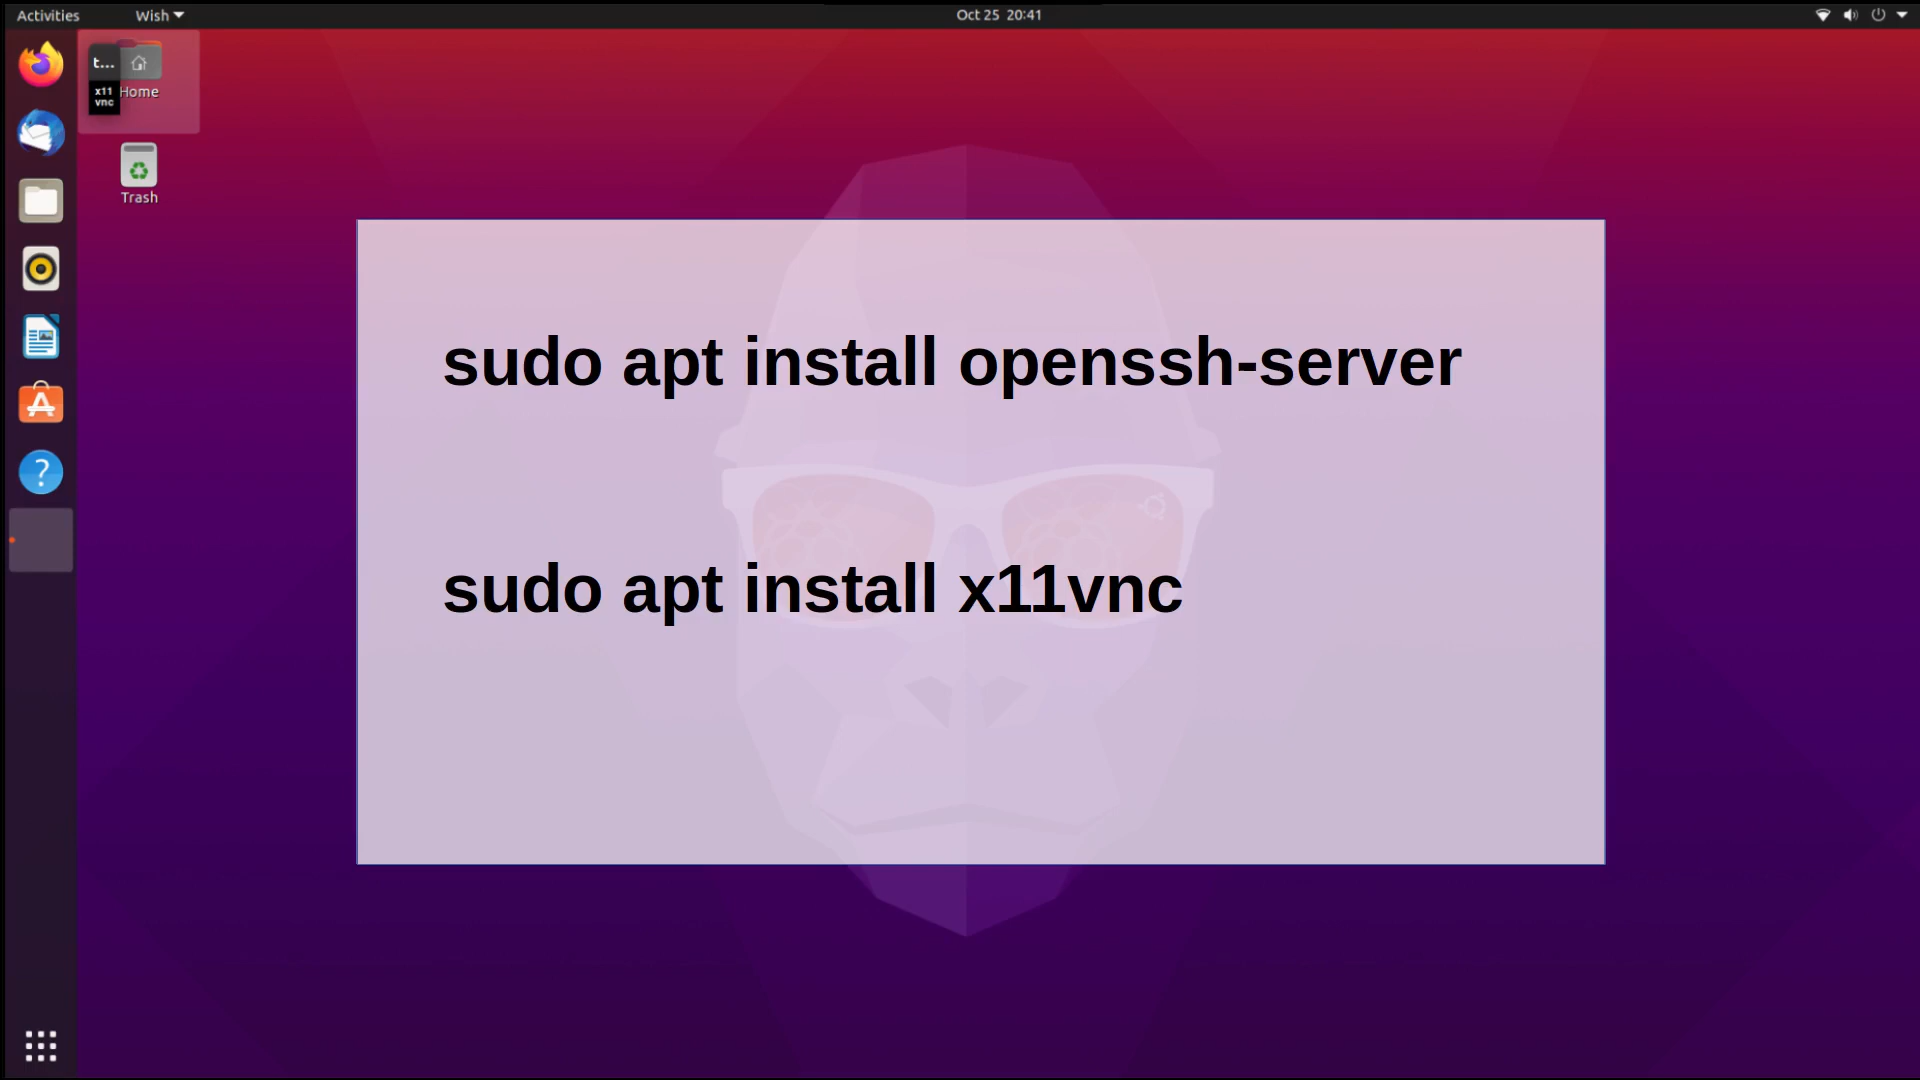 Activities
Wish
Oct 25 20:41
t...
x11
vnc
Home
Trash
sudo apt install openssh-server
sudo apt install x11vnc